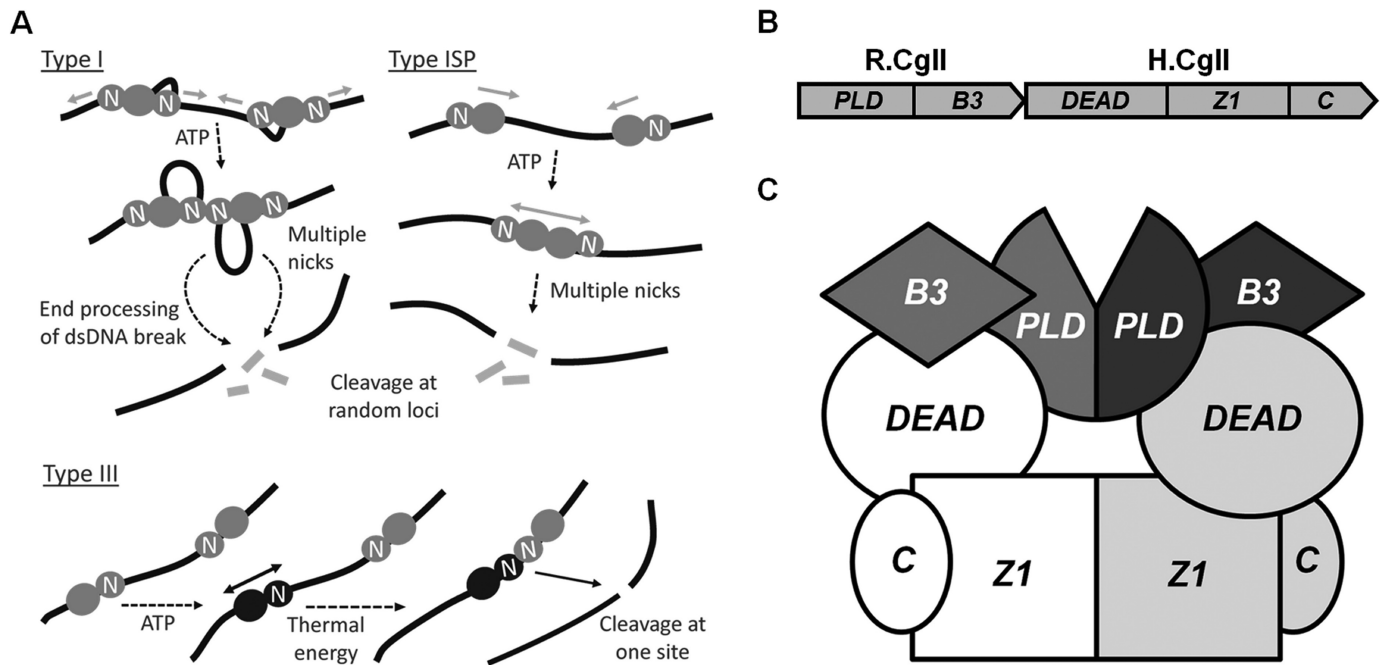 A
Type I
N
N
N
N
ATP
N
N
N
N
Multiple
nicks
End processing
of dsDNA break
Type ISP
N
N
ATP
N
N
Multiple nicks
Cleavage at
random loci
Type III
N
N
ATP
N
N
Thermal
energy
N
N
Cleavage at
one site
B
R.CglI
H.CglI
PLD
B3
DEAD
Z1
C
C
B3
PLD
PLD
B3
DEAD
DEAD
C
Z1
Z1
C